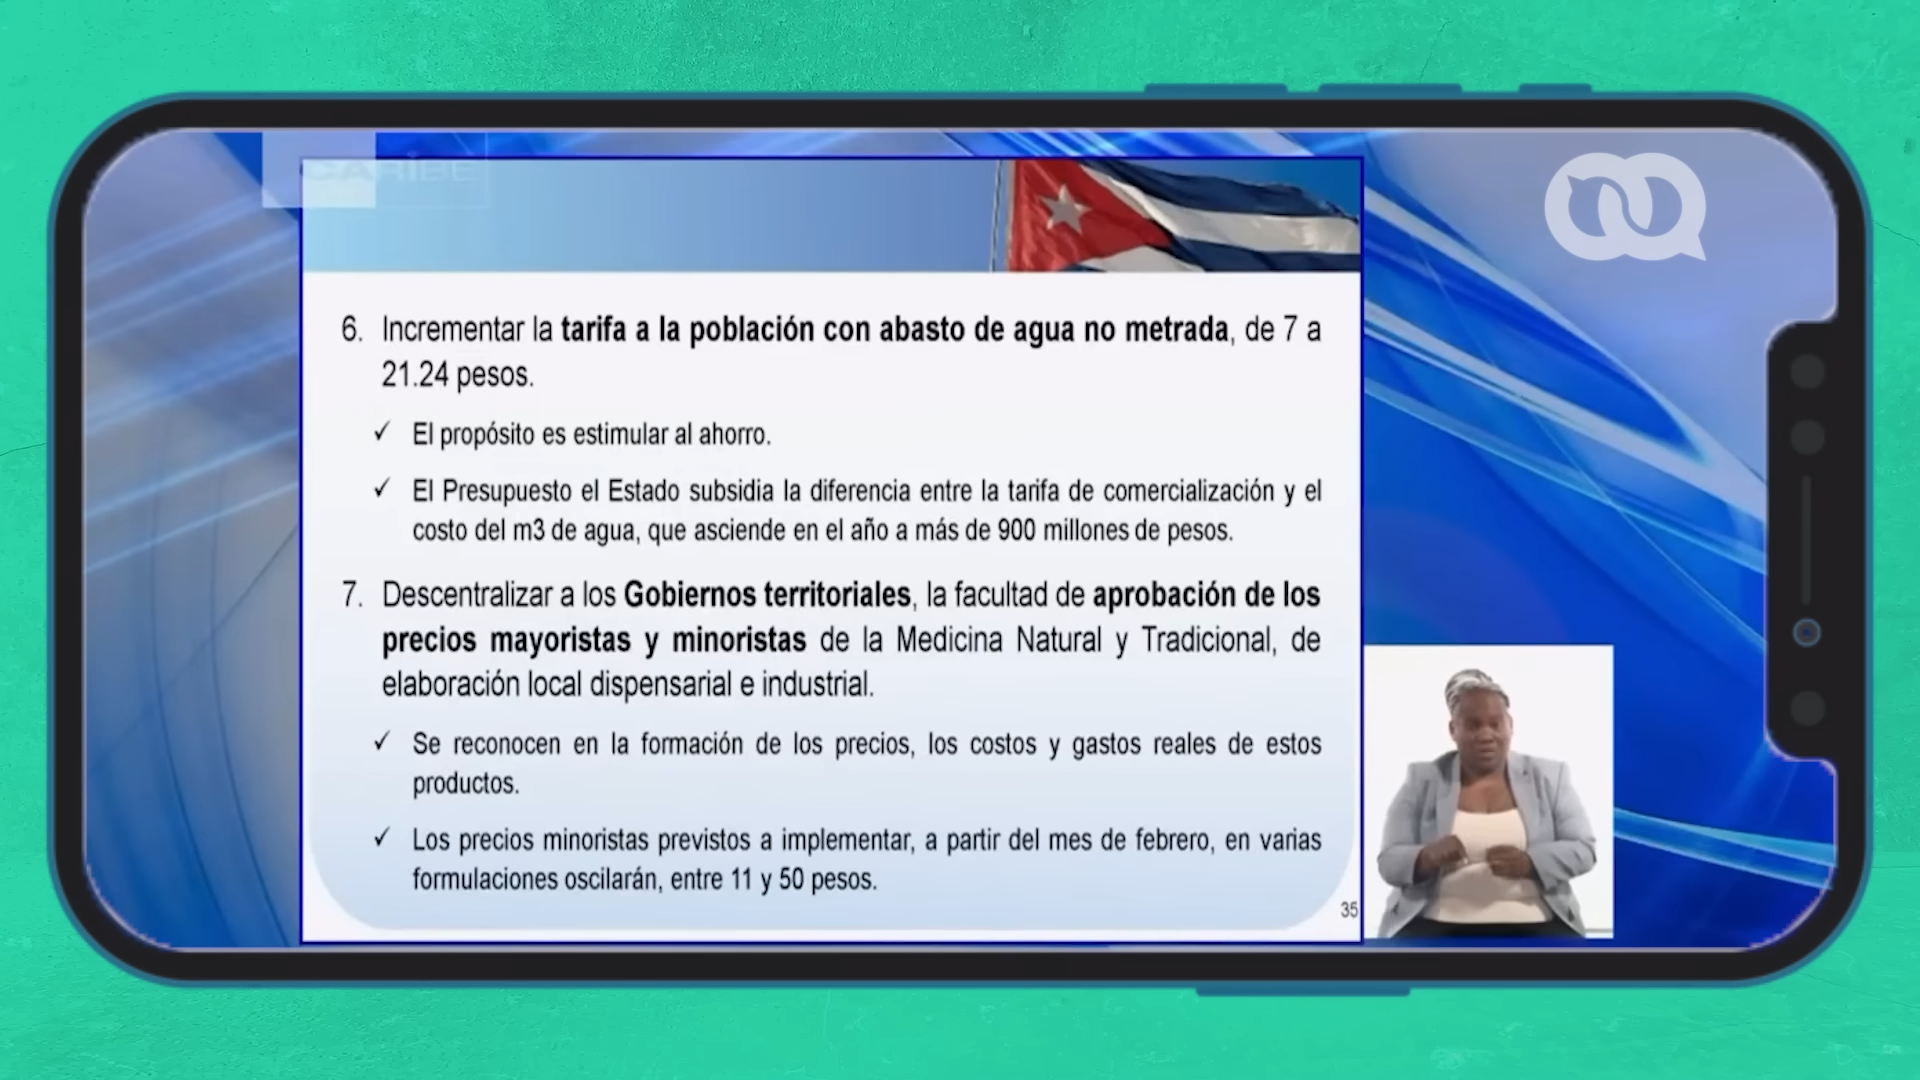 CARIBE
6. Incrementar la tarifa a la población con abasto de agua no metrada, de 7 a
21.24 pesos.
✓ El propósito es estimular al ahorro.
✓ El Presupuesto el Estado subsidia la diferencia entre la tarifa de comercialización y el
costo del m3 de agua, que asciende en el año a más de 900 millones de pesos.
7. Descentralizar a los Gobiernos territoriales, la facultad de aprobación de los
precios mayoristas y minoristas de la Medicina Natural y Tradicional, de
elaboración local dispensarial e industrial.
✓ Se reconocen en la formación de los precios, los costos y gastos reales de estos
productos.
✓ Los precios minoristas previstos a implementar, a partir del mes de febrero, en varias
formulaciones oscilarán, entre 11 y 50 pesos.
35